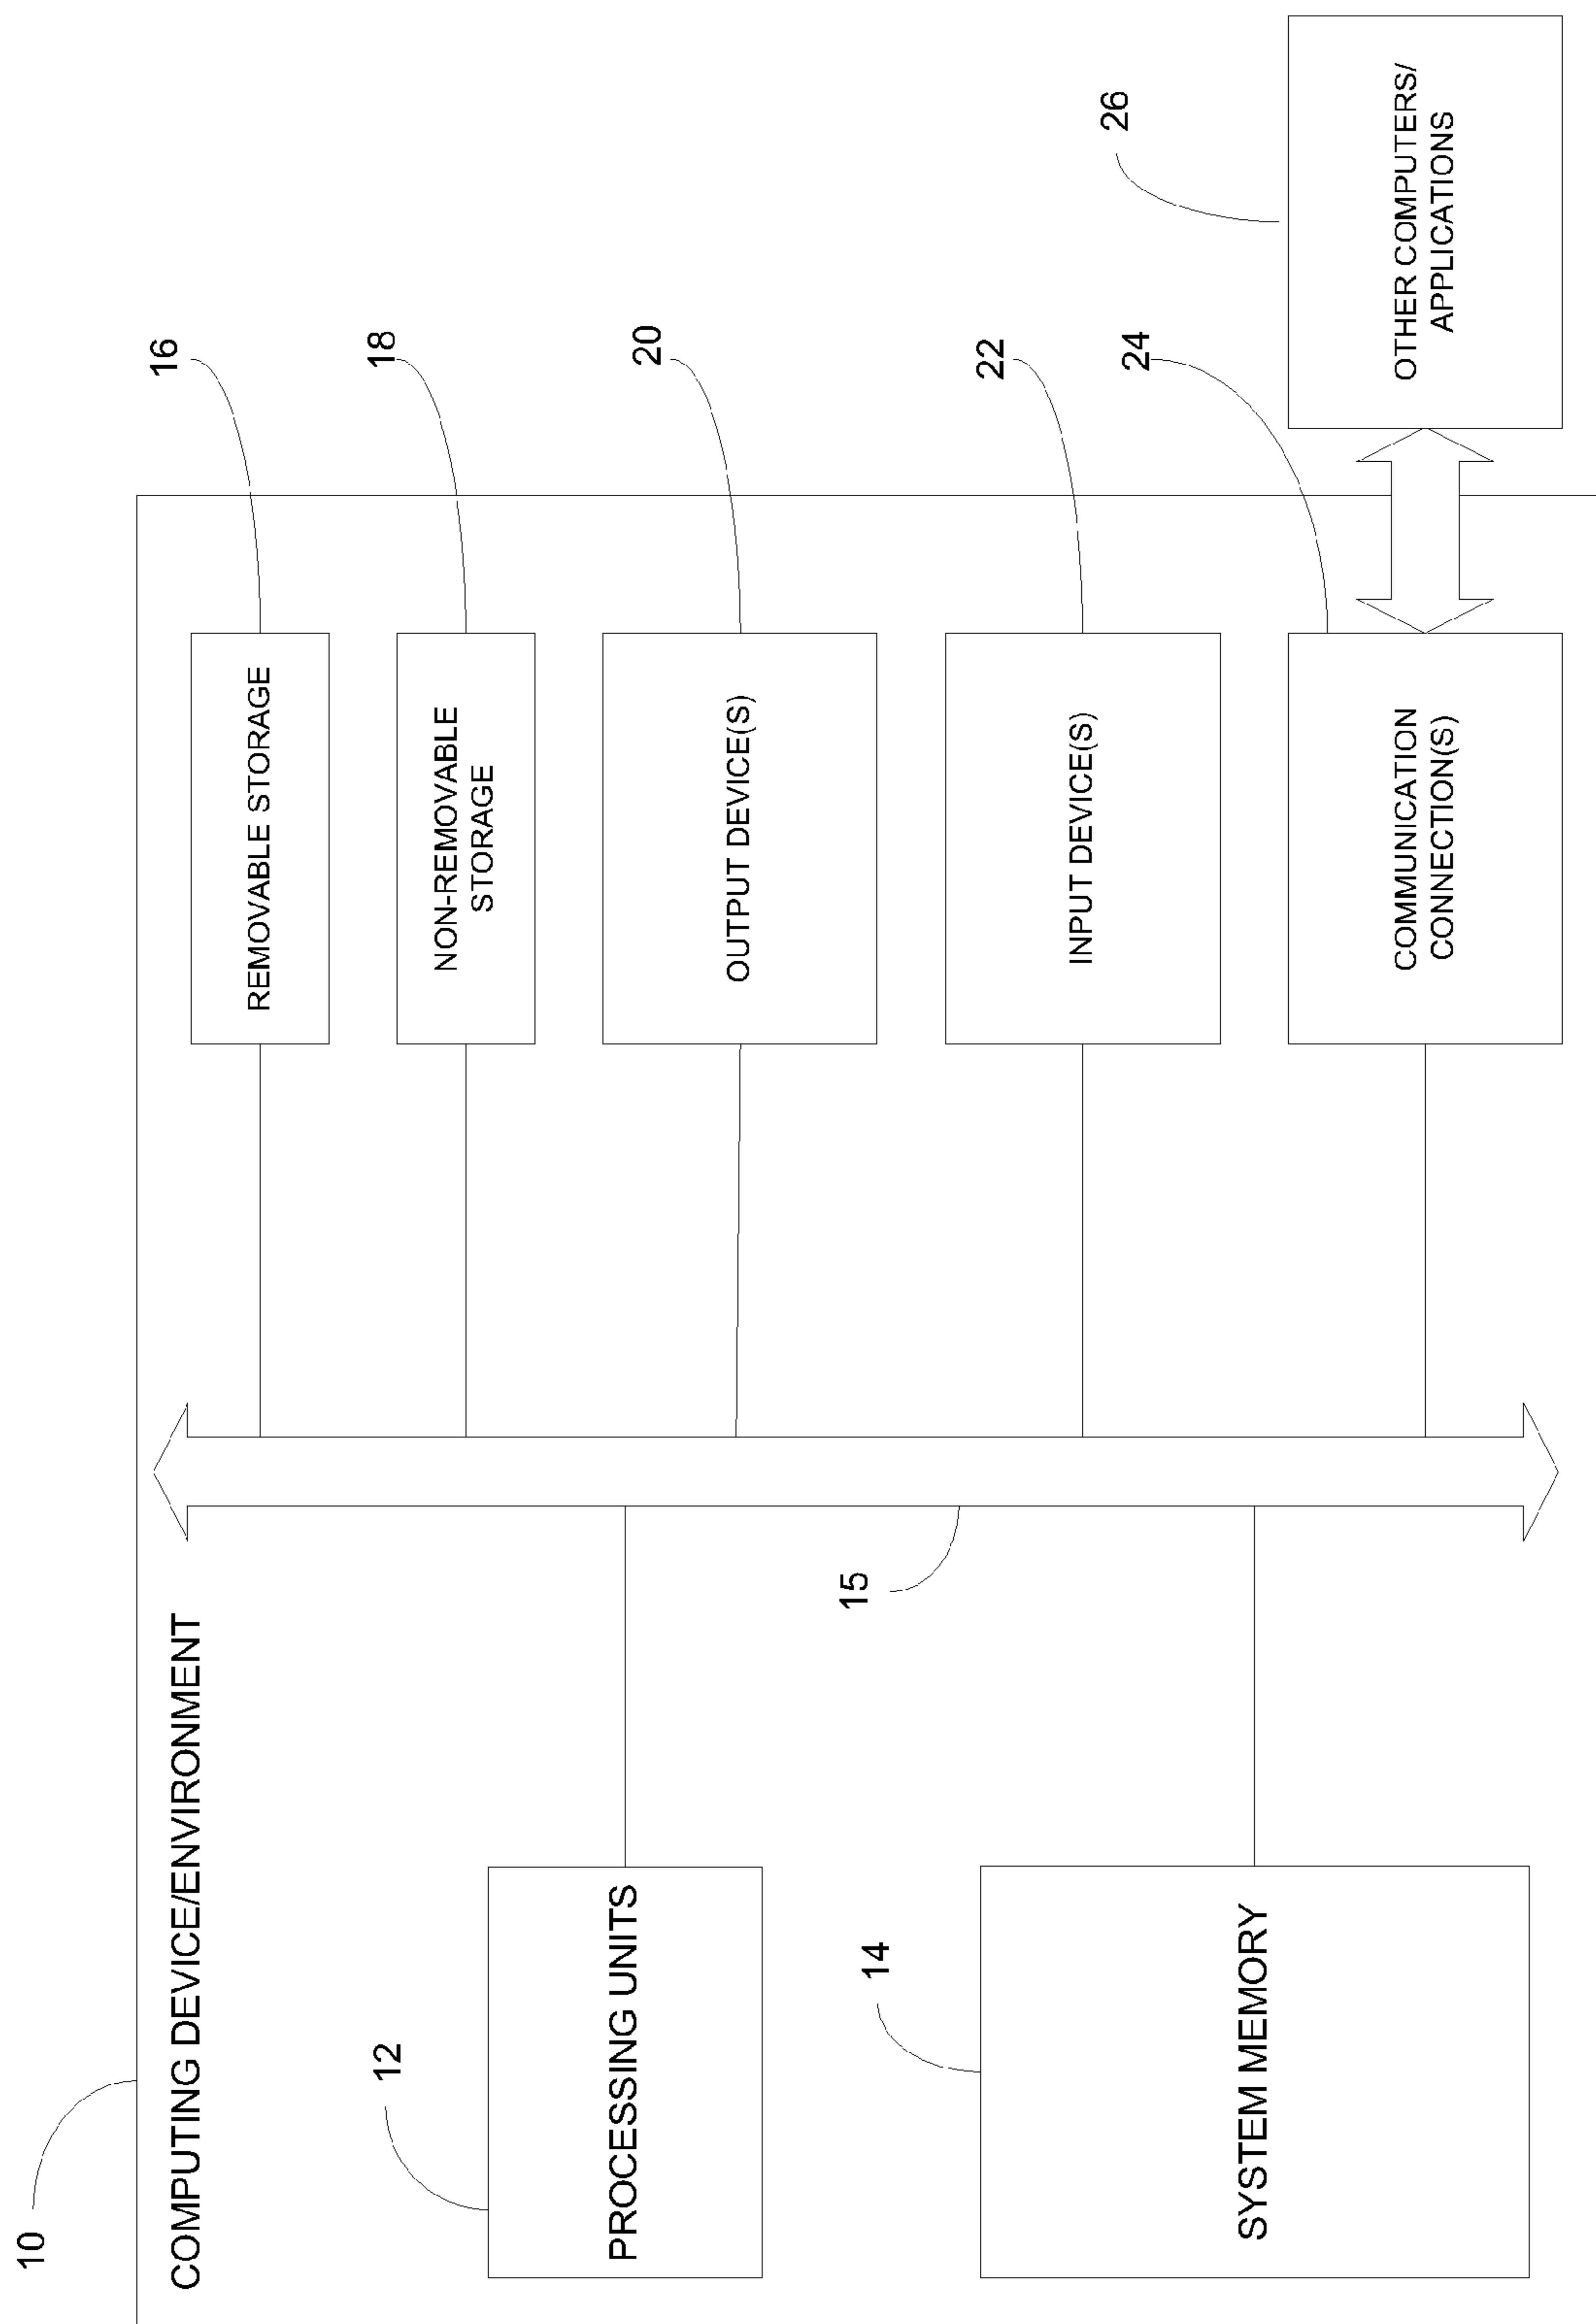 10
COMPUTING DEVICE/ENVIRONMENT
12
PROCESSING UNITS
14
SYSTEM MEMORY
15
16
REMOVABLE STORAGE
18
NON-REMOVABLE
STORAGE
20
OUTPUT DEVICE(S)
22
INPUT DEVICE(S)
24
COMMUNICATION
CONNECTION(S)
26
OTHER COMPUTERS/
APPLICATIONS